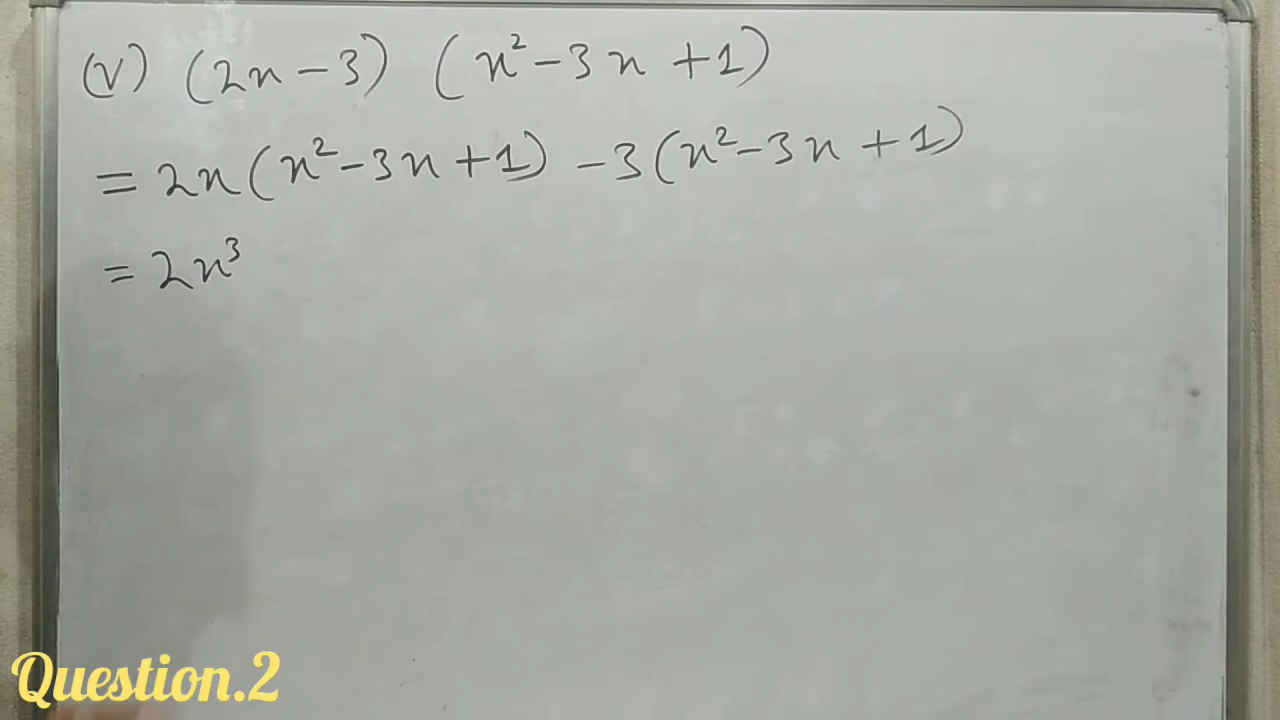 (v) (2x - 3) (x² - 3x + 1)
= 2x(x² - 3x + 1) - 3(x² - 3x + 1)
= 2x³
Question.2